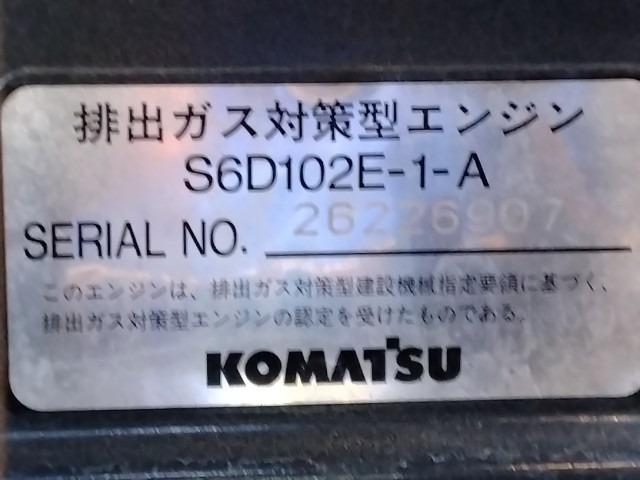 排出ガス対策型エンジン
S6D102E-1-A
SERIAL NO. 26226907
このエンジンは、排出ガス対策型建設機械指定要領に基づく、
排出ガス対策型エンジンの認定を受けたものである。
KOMATSU